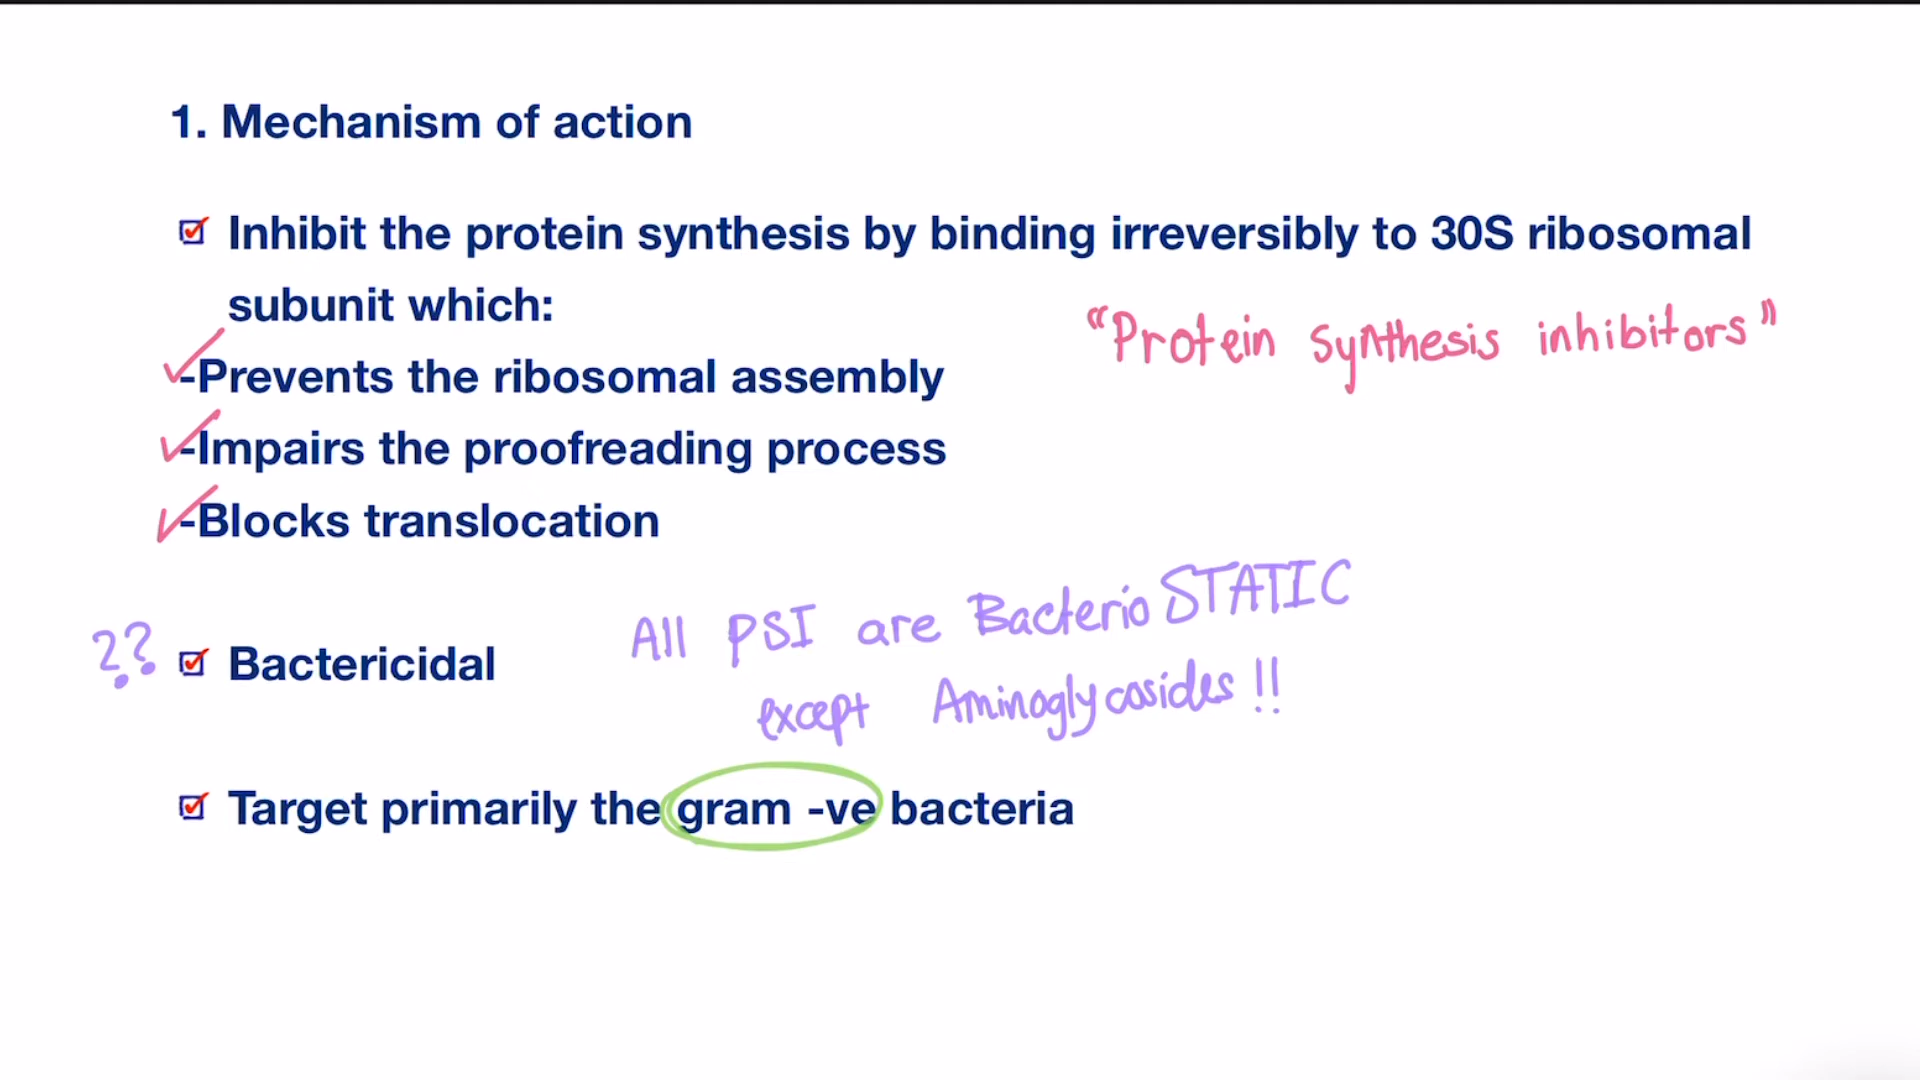 1. Mechanism of action
Inhibit the protein synthesis by binding irreversibly to 30S ribosomal
subunit which:
"Protein synthesis inhibitors"
-Prevents the ribosomal assembly
-Impairs the proofreading process
-Blocks translocation
All PSI are BacterioSTATIC
?? Bactericidal
except Aminoglycosides!!
Target primarily the gram -ve bacteria